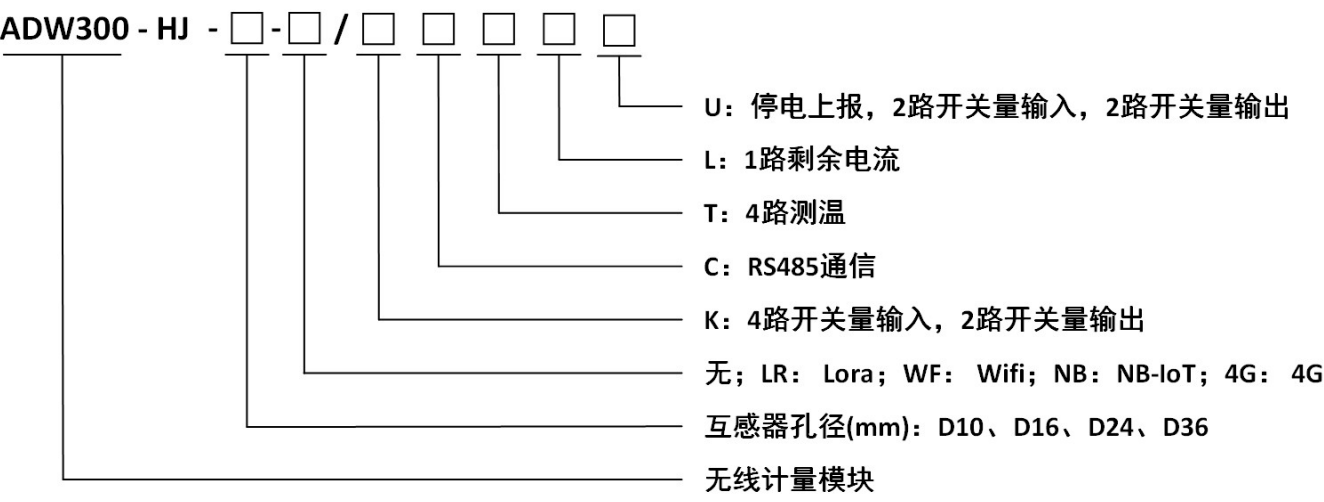 ADW300 - HJ - □ - □ / □ □ □ □ □
U：停电上报，2路开关量输入，2路开关量输出
L：1路剩余电流
T：4路测温
C：RS485通信
K：4路开关量输入，2路开关量输出
无；LR： Lora；WF： Wifi；NB：NB-IoT；4G： 4G
互感器孔径(mm)：D10、D16、D24、D36
无线计量模块